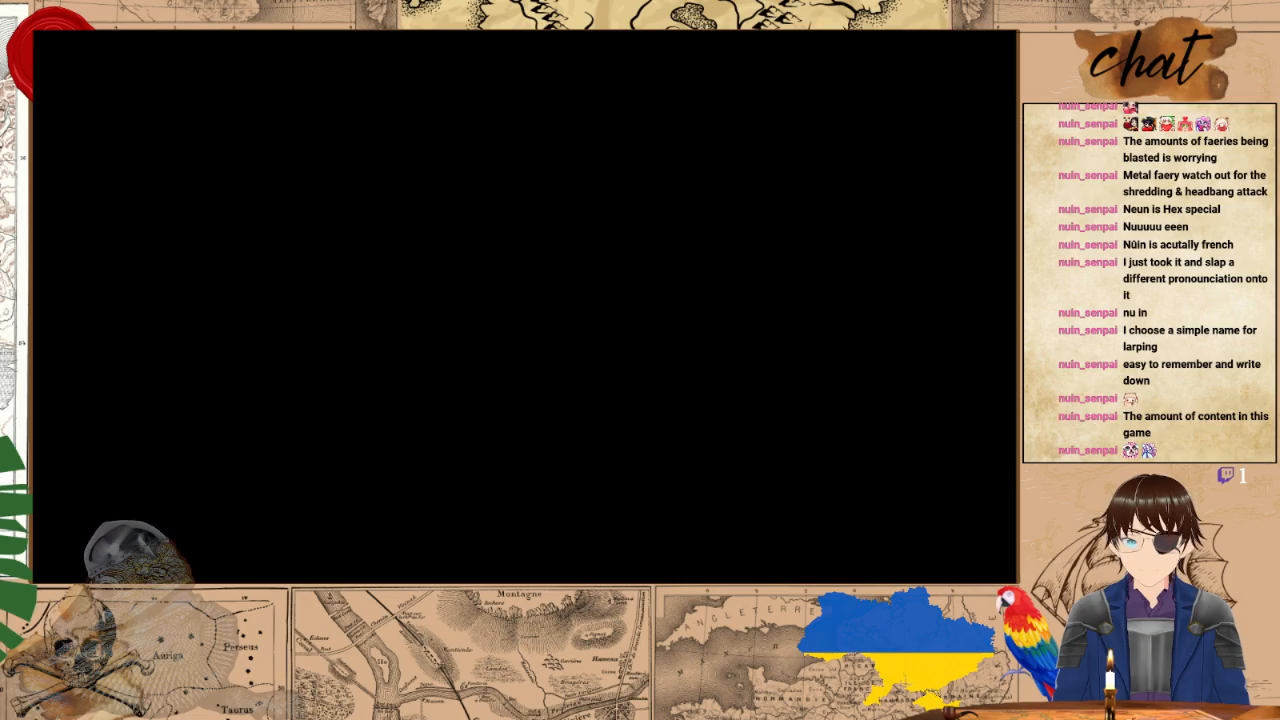 chat
nuin_senpai
nuin_senpai
nuin_senpai The amounts of faeries being
blasted is worrying
nuin_senpai Metal faery watch out for the
shredding & headbang attack
nuin_senpai Neun is Hex special
nuin_senpai Nuuuuu eeen
nuin_senpai Nûin is acutally french
nuin_senpai I just took it and slap a
different pronounciation onto
it
nuin_senpai nu in
nuin_senpai I choose a simple name for
larping
nuin_senpai easy to remember and write
down
nuin_senpai
nuin_senpai The amount of content in this
game
nuin_senpai
1
Montagne
Auriga
Perseus
Taurus
ANGLETERRE